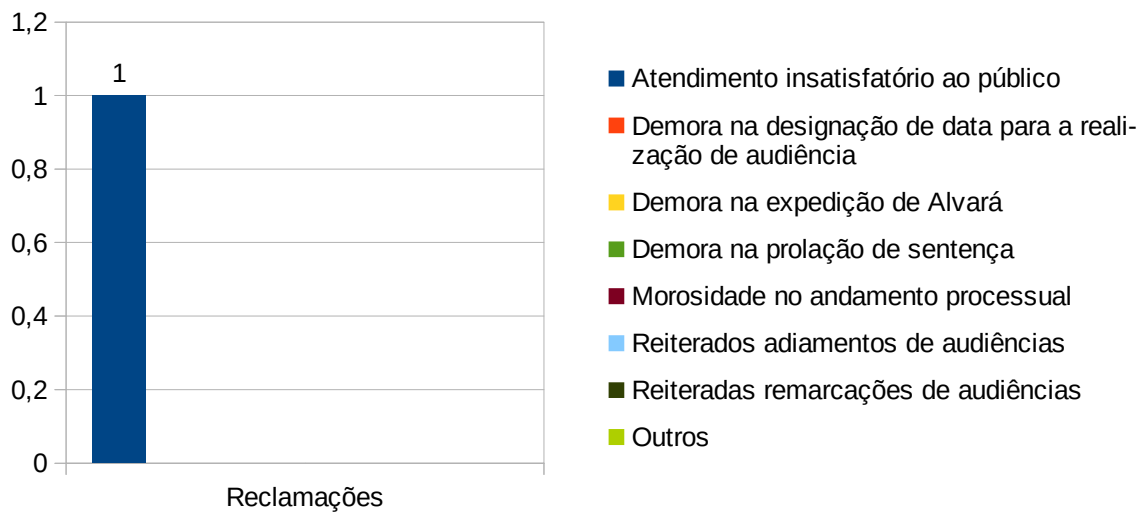 1,2
1
1
0,8
0,6
0,4
0,2
0
Reclamações
Atendimento insatisfatório ao público
Demora na designação de data para a reali-
zação de audiência
Demora na expedição de Alvará
Demora na prolação de sentença
Morosidade no andamento processual
Reiterados adiamentos de audiências
Reiteradas remarcações de audiências
Outros